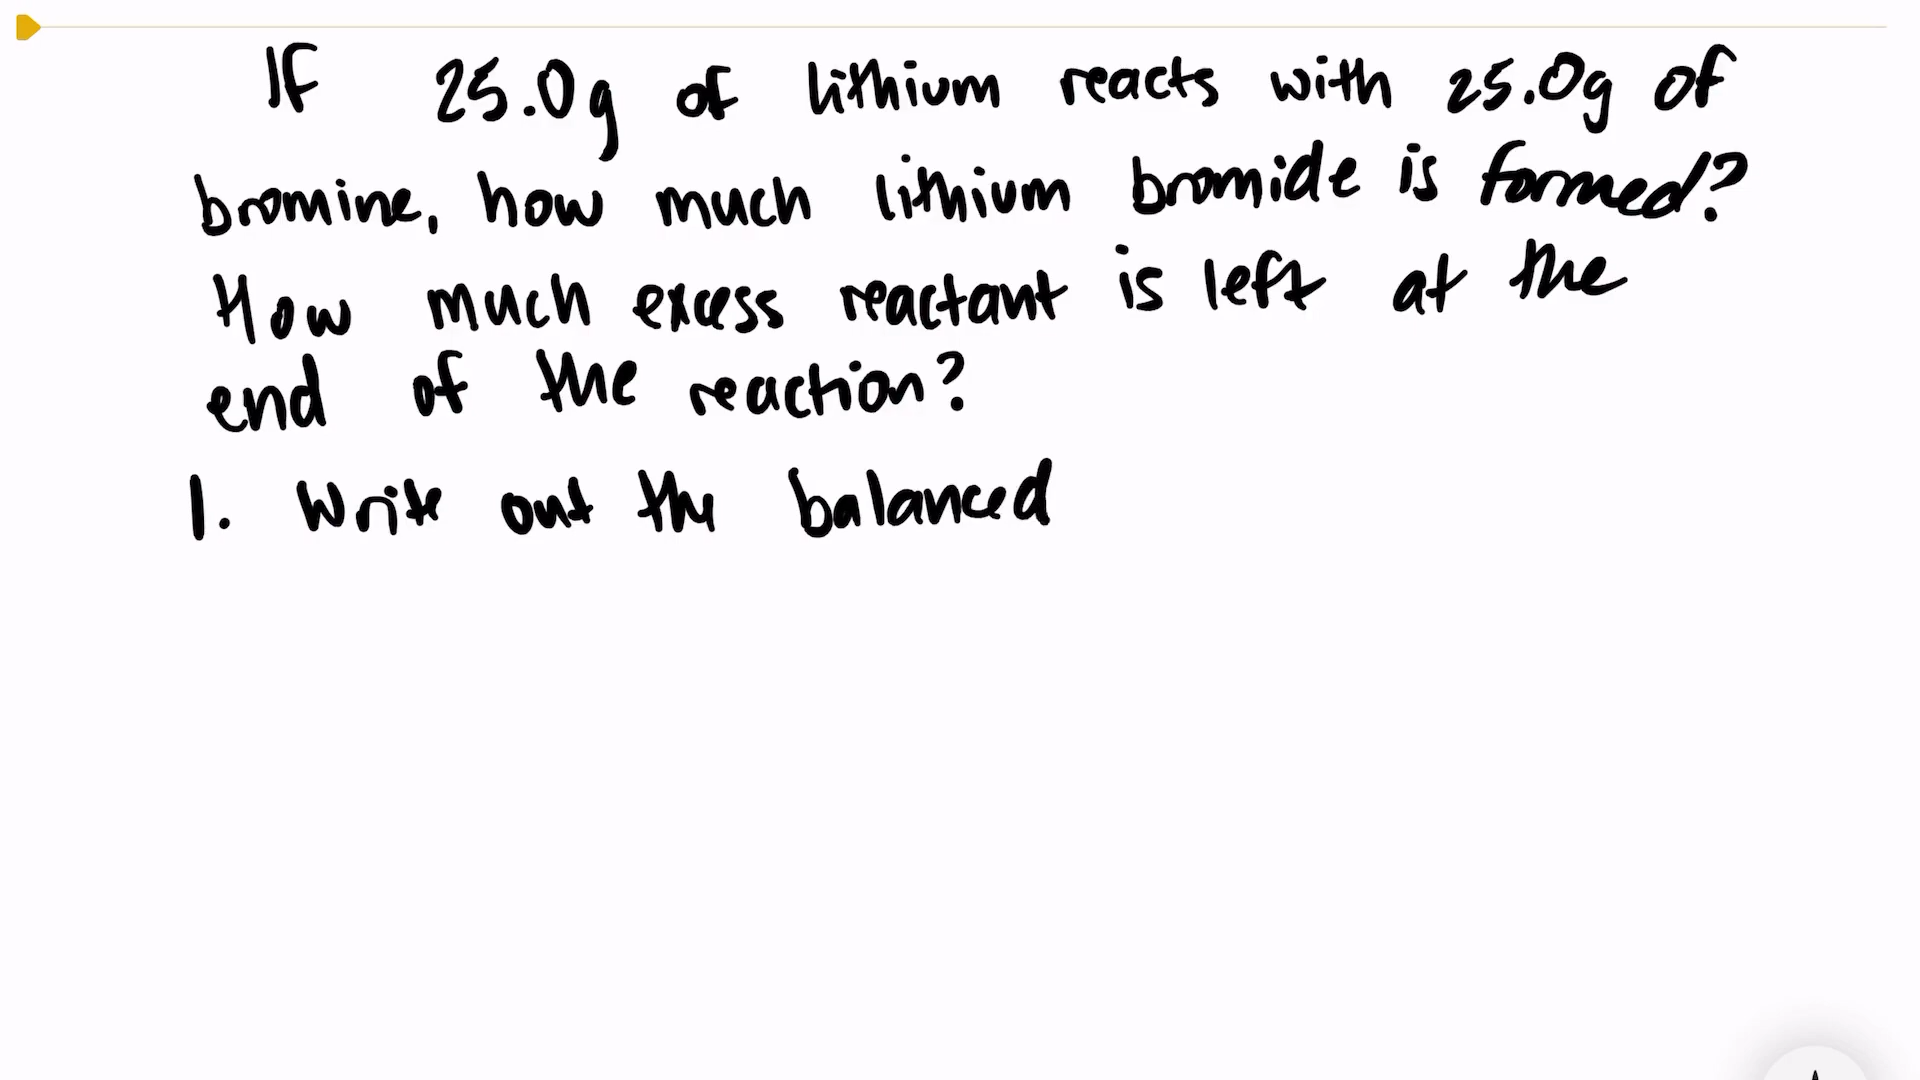 If 25.0g of lithium reacts with 25.0g of
bromine, how much lithium bromide is formed?
How much excess reactant is left at the
end of the reaction?
1. Write out the balanced